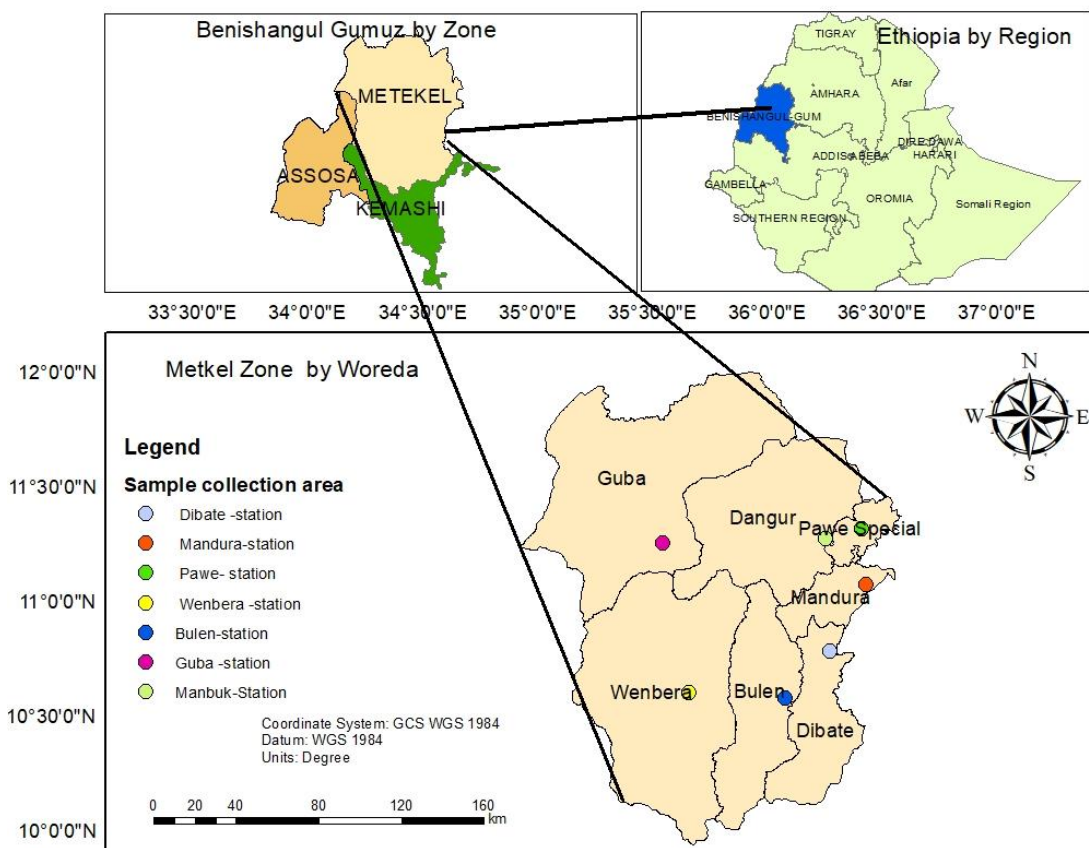 Benishangul Gumuz by Zone
METEKEL
ASSOSA
KEMASHI
Ethiopia by Region
TIGRAY
Afar
AMHARA
BENISHANGUL-GUM
DIRE DAWA
ADDIS ABEBA
HARARI
GAMBELLA
OROMIA
Somali Region
SOUTHERN REGION
33°30'0"E 34°0'0"E 34°30'0"E 35°0'0"E 35°30'0"E 36°0'0"E 36°30'0"E 37°0'0"E
12°0'0"N
11°30'0"N
11°0'0"N
10°30'0"N
10°0'0"N
Metkel Zone by Woreda
N
W E
S
Legend
Sample collection area
Dibate -station
Mandura-station
Pawe- station
Wenbera -station
Bulen-station
Guba -station
Manbuk-Station
Coordinate System: GCS WGS 1984
Datum: WGS 1984
Units: Degree
0 20 40 80 120 160
km
Guba
Dangur
Pawe Special
Mandura
Wenbera
Bulen
Dibate